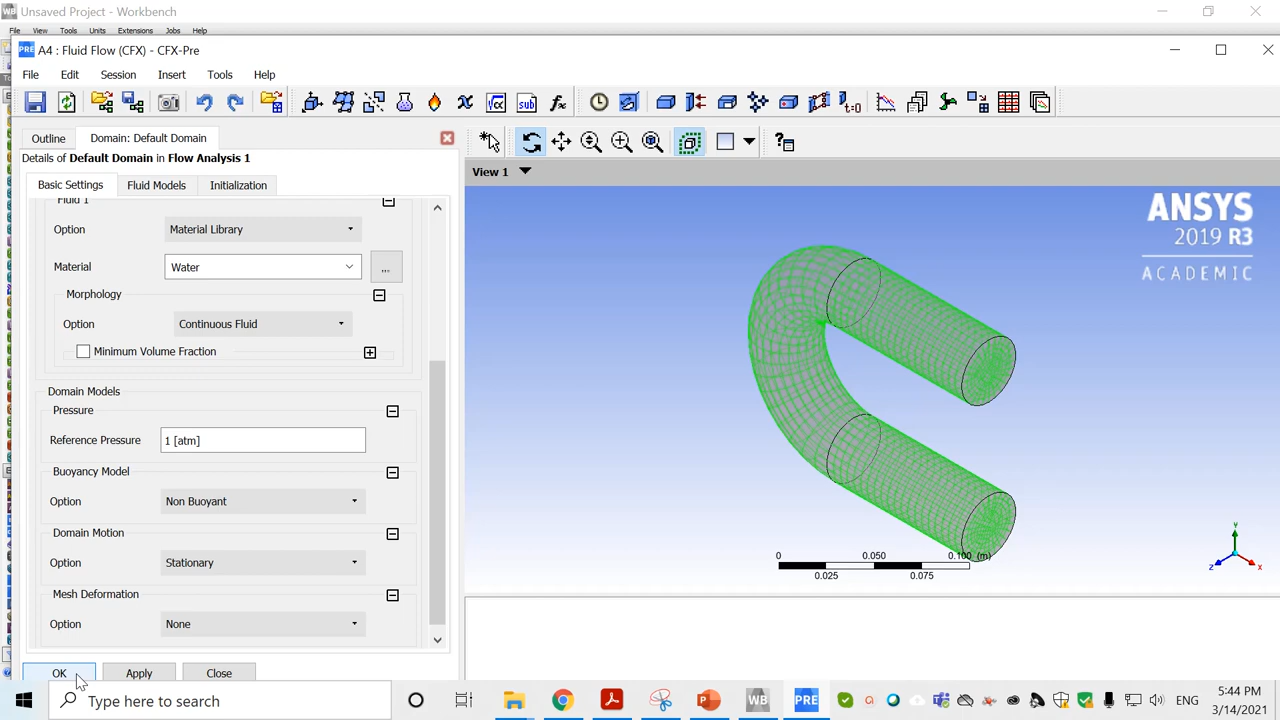 WB Unsaved Project - Workbench
File View Tools Units Extensions Jobs Help
PRE A4 : Fluid Flow (CFX) - CFX-Pre
File Edit Session Insert Tools Help
Outline Domain: Default Domain
Details of Default Domain in Flow Analysis 1
Basic Settings Fluid Models Initialization
Fluid 1
Option Material Library
Material Water ...
Morphology
Option Continuous Fluid
Minimum Volume Fraction
Domain Models
Pressure
Reference Pressure 1 [atm]
Buoyancy Model
Option Non Buoyant
Domain Motion
Option Stationary
Mesh Deformation
Option None
OK Apply Close
View 1
ANSYS
2019 R3
ACADEMIC
0 0.050 0.100 (m)
0.025 0.075
Y
Z X
Type here to search
WB PRE
ENG
5:44 PM
3/14/2021